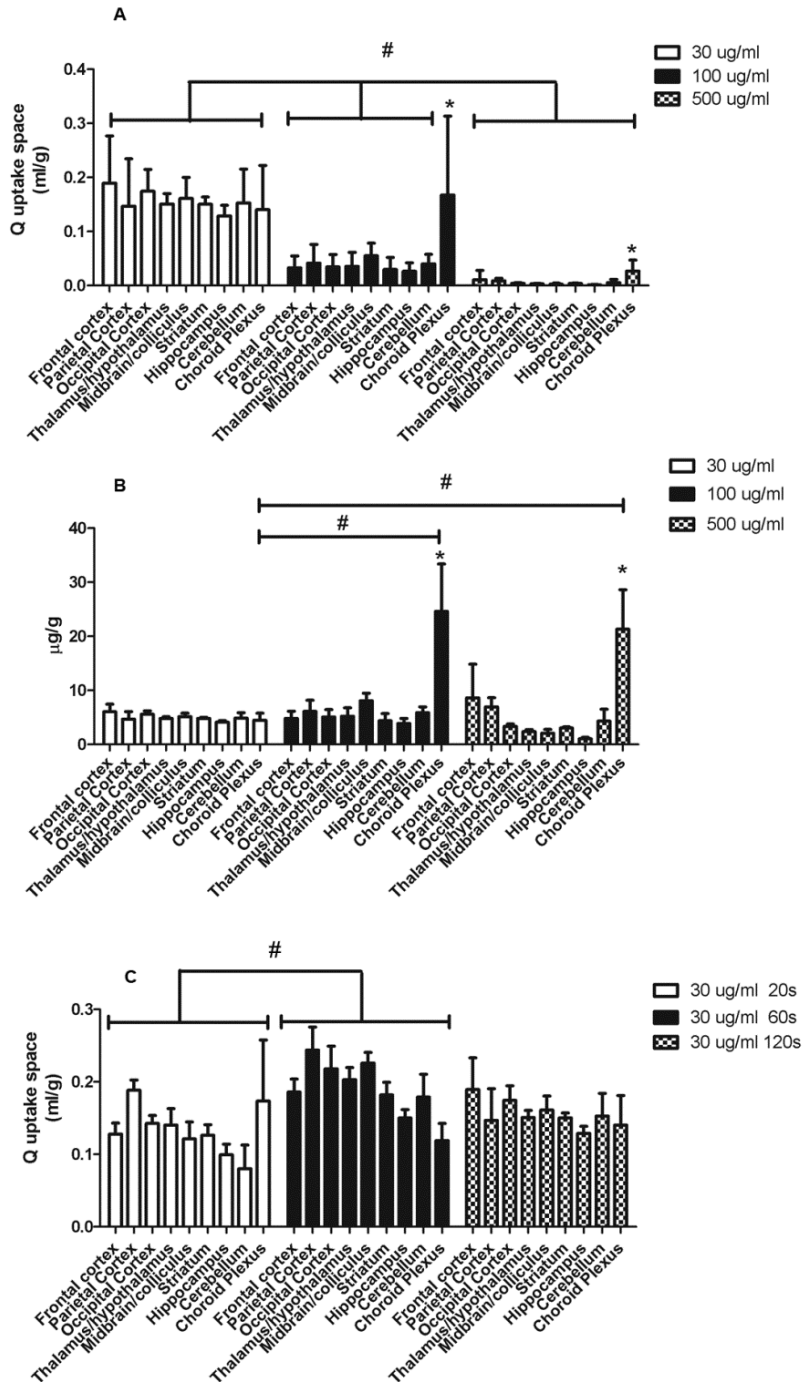 A
#
30 ug/ml
100 ug/ml
500 ug/ml
Q uptake space
(ml/g)
0.4
0.3
0.2
0.1
0.0
*
*
Frontal cortex
Parietal Cortex
Occipital Cortex
Thalamus/hypothalamus
Midbrain/colliculus
Striatum
Hippocampus
Cerebellum
Choroid Plexus
Frontal cortex
Parietal Cortex
Occipital Cortex
Thalamus/hypothalamus
Midbrain/colliculus
Striatum
Hippocampus
Cerebellum
Choroid Plexus
Frontal cortex
Parietal Cortex
Occipital Cortex
Thalamus/hypothalamus
Midbrain/colliculus
Striatum
Hippocampus
Cerebellum
Choroid Plexus
B
#
#
30 ug/ml
100 ug/ml
500 ug/ml
µg/g
40
30
20
10
0
*
*
Frontal cortex
Parietal Cortex
Occipital Cortex
Thalamus/hypothalamus
Midbrain/colliculus
Striatum
Hippocampus
Cerebellum
Choroid Plexus
Frontal cortex
Parietal Cortex
Occipital Cortex
Thalamus/hypothalamus
Midbrain/colliculus
Striatum
Hippocampus
Cerebellum
Choroid Plexus
Frontal cortex
Parietal Cortex
Occipital Cortex
Thalamus/hypothalamus
Midbrain/colliculus
Striatum
Hippocampus
Cerebellum
Choroid Plexus
C
#
30 ug/ml 20s
30 ug/ml 60s
30 ug/ml 120s
Q uptake space
(ml/g)
0.3
0.2
0.1
0.0
Frontal cortex
Parietal Cortex
Occipital Cortex
Thalamus/hypothalamus
Midbrain/colliculus
Striatum
Hippocampus
Cerebellum
Choroid Plexus
Frontal cortex
Parietal Cortex
Occipital Cortex
Thalamus/hypothalamus
Midbrain/colliculus
Striatum
Hippocampus
Cerebellum
Choroid Plexus
Frontal cortex
Parietal Cortex
Occipital Cortex
Thalamus/hypothalamus
Midbrain/colliculus
Striatum
Hippocampus
Cerebellum
Choroid Plexus